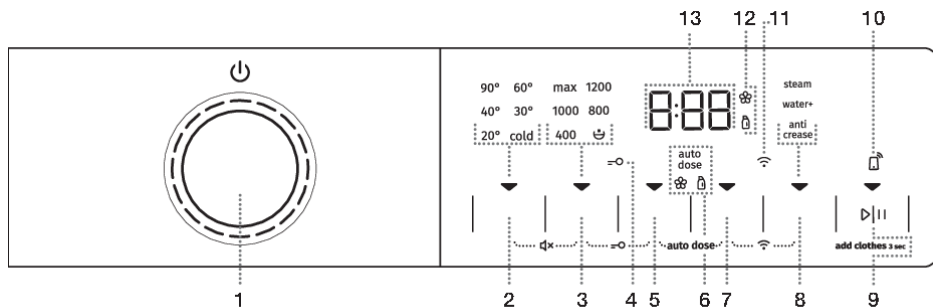 13 12 11 10
90° 60° max 1200 8:88 steam
40° 30° 1000 800 water+
20° cold 400 anti
crease
auto
dose
auto dose add clothes 3 sec
1 2 3 4 5 6 7 8 9